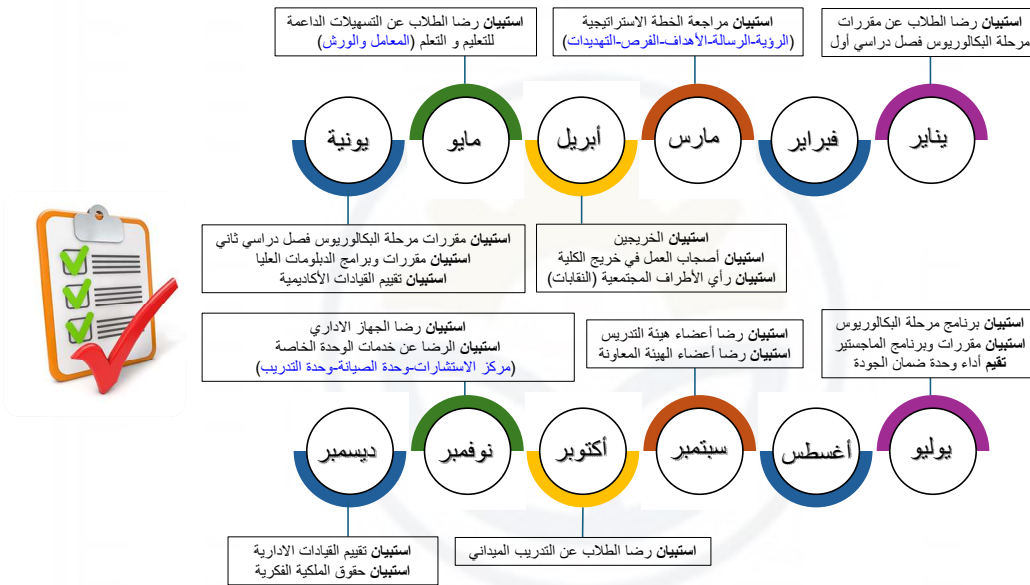 استبيان رضا الطلاب عن مقررات
مرحلة البكالوريوس فصل دراسي أول
استبيان مراجعة الخطة الاستراتيجية
(الرؤية-الرسالة-الأهداف-الفرص-التهديدات)
استبيان رضا الطلاب عن التسهيلات الداعمة
للتعليم و التعلم (المعامل والورش)
يناير
فبراير
مارس
أبريل
مايو
يونية
استبيان الخريجين
استبيان أصحاب العمل في خريج الكلية
استبيان رأي الأطراف المجتمعية (النقابات)
استبيان مقررات مرحلة البكالوريوس فصل دراسي ثاني
استبيان مقررات وبرامج الدبلومات العليا
استبيان تقييم القيادات الأكاديمية
استبيان برنامج مرحلة البكالوريوس
استبيان مقررات وبرنامج الماجستير
تقيم أداء وحدة ضمان الجودة
استبيان رضا أعضاء هيئة التدريس
استبيان رضا أعضاء الهيئة المعاونة
استبيان رضا الجهاز الاداري
استبيان الرضا عن خدمات الوحدة الخاصة
(مركز الاستشارات-وحدة الصيانة-وحدة التدريب)
يوليو
أغسطس
سبتمبر
أكتوبر
نوفمبر
ديسمبر
استبيان رضا الطلاب عن التدريب الميداني
استبيان تقييم القيادات الادارية
استبيان حقوق الملكية الفكرية